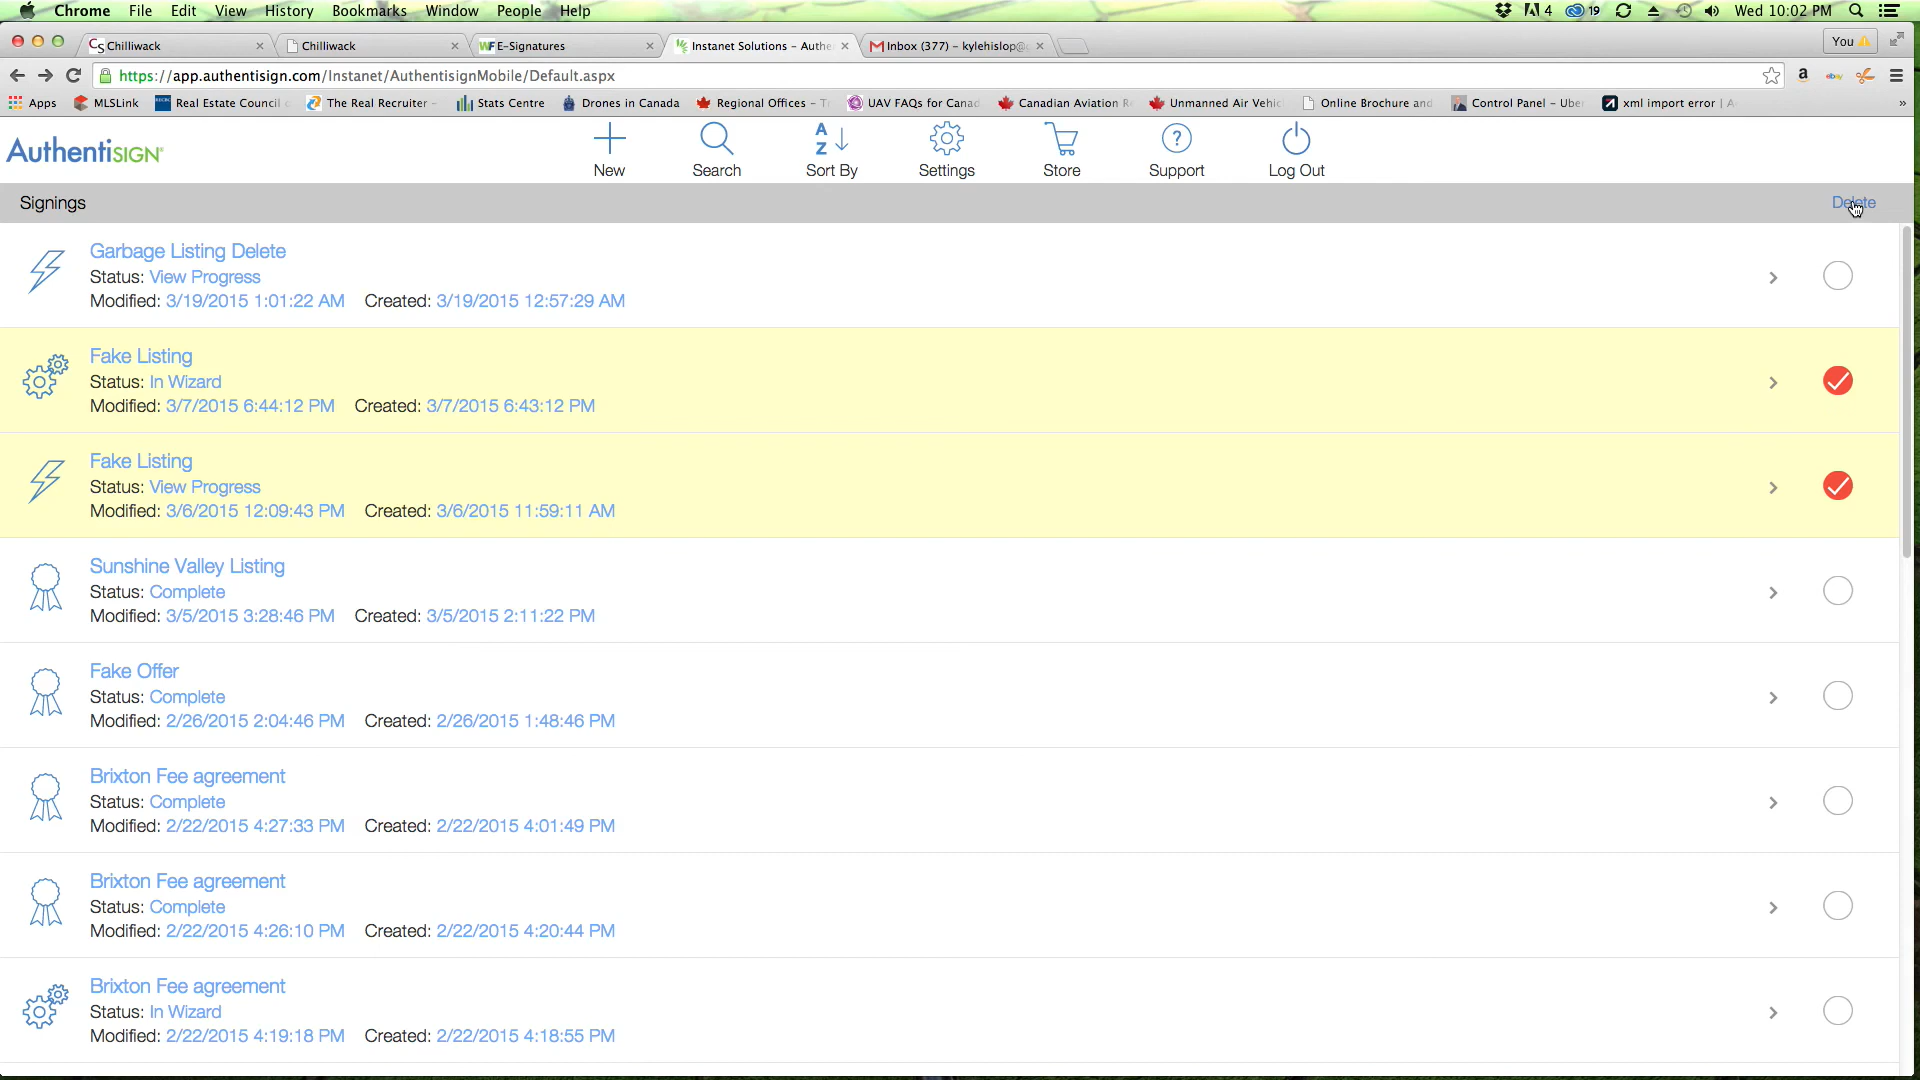 Chrome File Edit View History Bookmarks Window People Help 4 19 Wed 10:02 PM
Chilliwack Chilliwack E-Signatures Instanet Solutions - Authe Inbox (377) - kylehislop@g You
https://app.authentisign.com/Instanet/AuthentisignMobile/Default.aspx
Apps MLSLink Real Estate Council The Real Recruiter - Stats Centre Drones in Canada Regional Offices - T UAV FAQs for Canad Canadian Aviation R Unmanned Air Vehic Online Brochure and Control Panel - Ube xml import error | A »
AuthentiSIGN New Search Sort By Settings Store Support Log Out
Signings Delete
Garbage Listing Delete
Status: View Progress
Modified: 3/19/2015 1:01:22 AM Created: 3/19/2015 12:57:29 AM
Fake Listing
Status: In Wizard
Modified: 3/7/2015 6:44:12 PM Created: 3/7/2015 6:43:12 PM
Fake Listing
Status: View Progress
Modified: 3/6/2015 12:09:43 PM Created: 3/6/2015 11:59:11 AM
Sunshine Valley Listing
Status: Complete
Modified: 3/5/2015 3:28:46 PM Created: 3/5/2015 2:11:22 PM
Fake Offer
Status: Complete
Modified: 2/26/2015 2:04:46 PM Created: 2/26/2015 1:48:46 PM
Brixton Fee agreement
Status: Complete
Modified: 2/22/2015 4:27:33 PM Created: 2/22/2015 4:01:49 PM
Brixton Fee agreement
Status: Complete
Modified: 2/22/2015 4:26:10 PM Created: 2/22/2015 4:20:44 PM
Brixton Fee agreement
Status: In Wizard
Modified: 2/22/2015 4:19:18 PM Created: 2/22/2015 4:18:55 PM